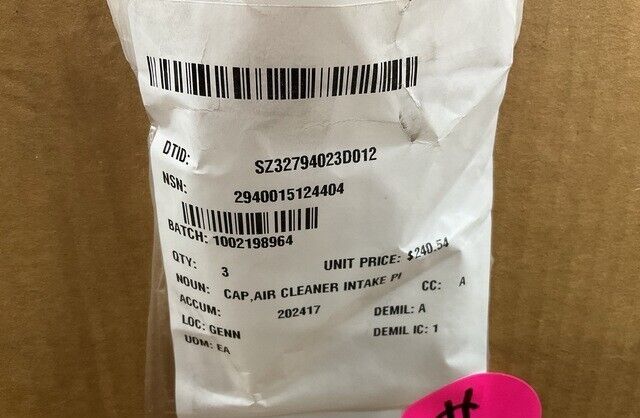 DTID: SZ32794023D012
NSN: 2940015124404
BATCH: 1002198964
QTY: 3 UNIT PRICE: $240.54
NOUN: CAP,AIR CLEANER INTAKE PI CC: A
ACCUM: 202417 DEMIL: A
LOC: GENN DEMIL IC: 1
UOM: EA
#